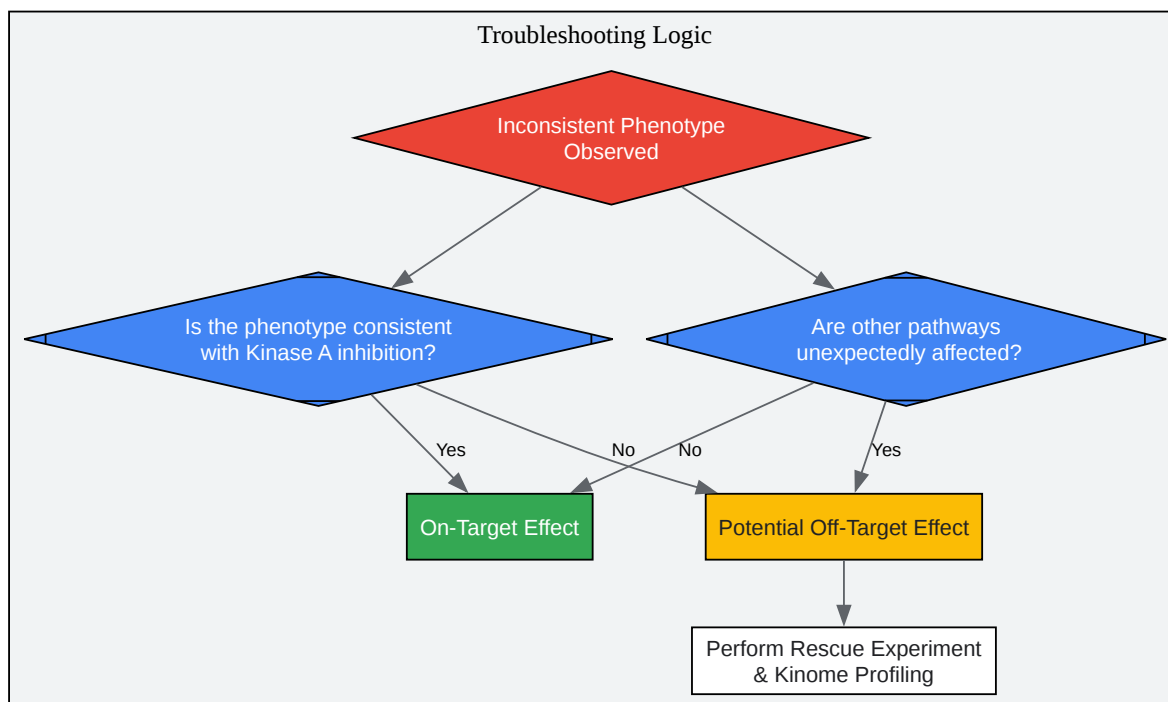 Troubleshooting Logic
Inconsistent Phenotype
Observed
Is the phenotype consistent
with Kinase A inhibition?
Are other pathways
unexpectedly affected?
Yes
No
No
Yes
On-Target Effect
Potential Off-Target Effect
Perform Rescue Experiment
& Kinome Profiling